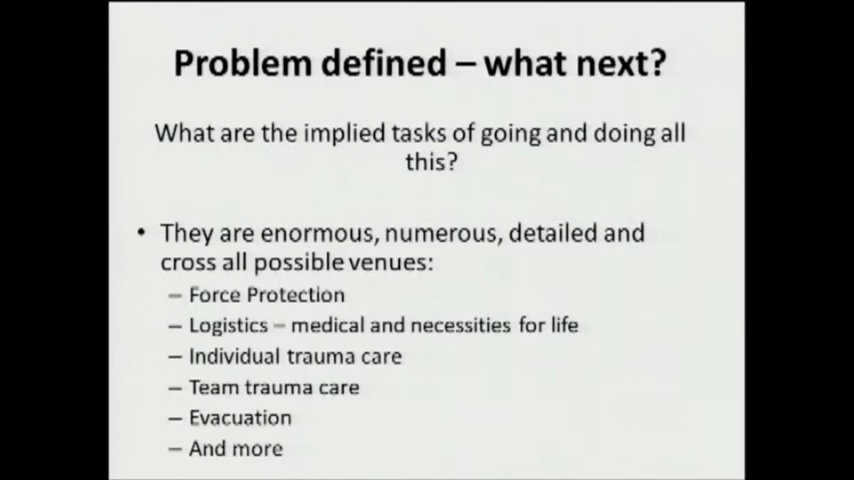 Problem defined – what next?
What are the implied tasks of going and doing all
this?
• They are enormous, numerous, detailed and
cross all possible venues:
– Force Protection
– Logistics – medical and necessities for life
– Individual trauma care
– Team trauma care
– Evacuation
– And more